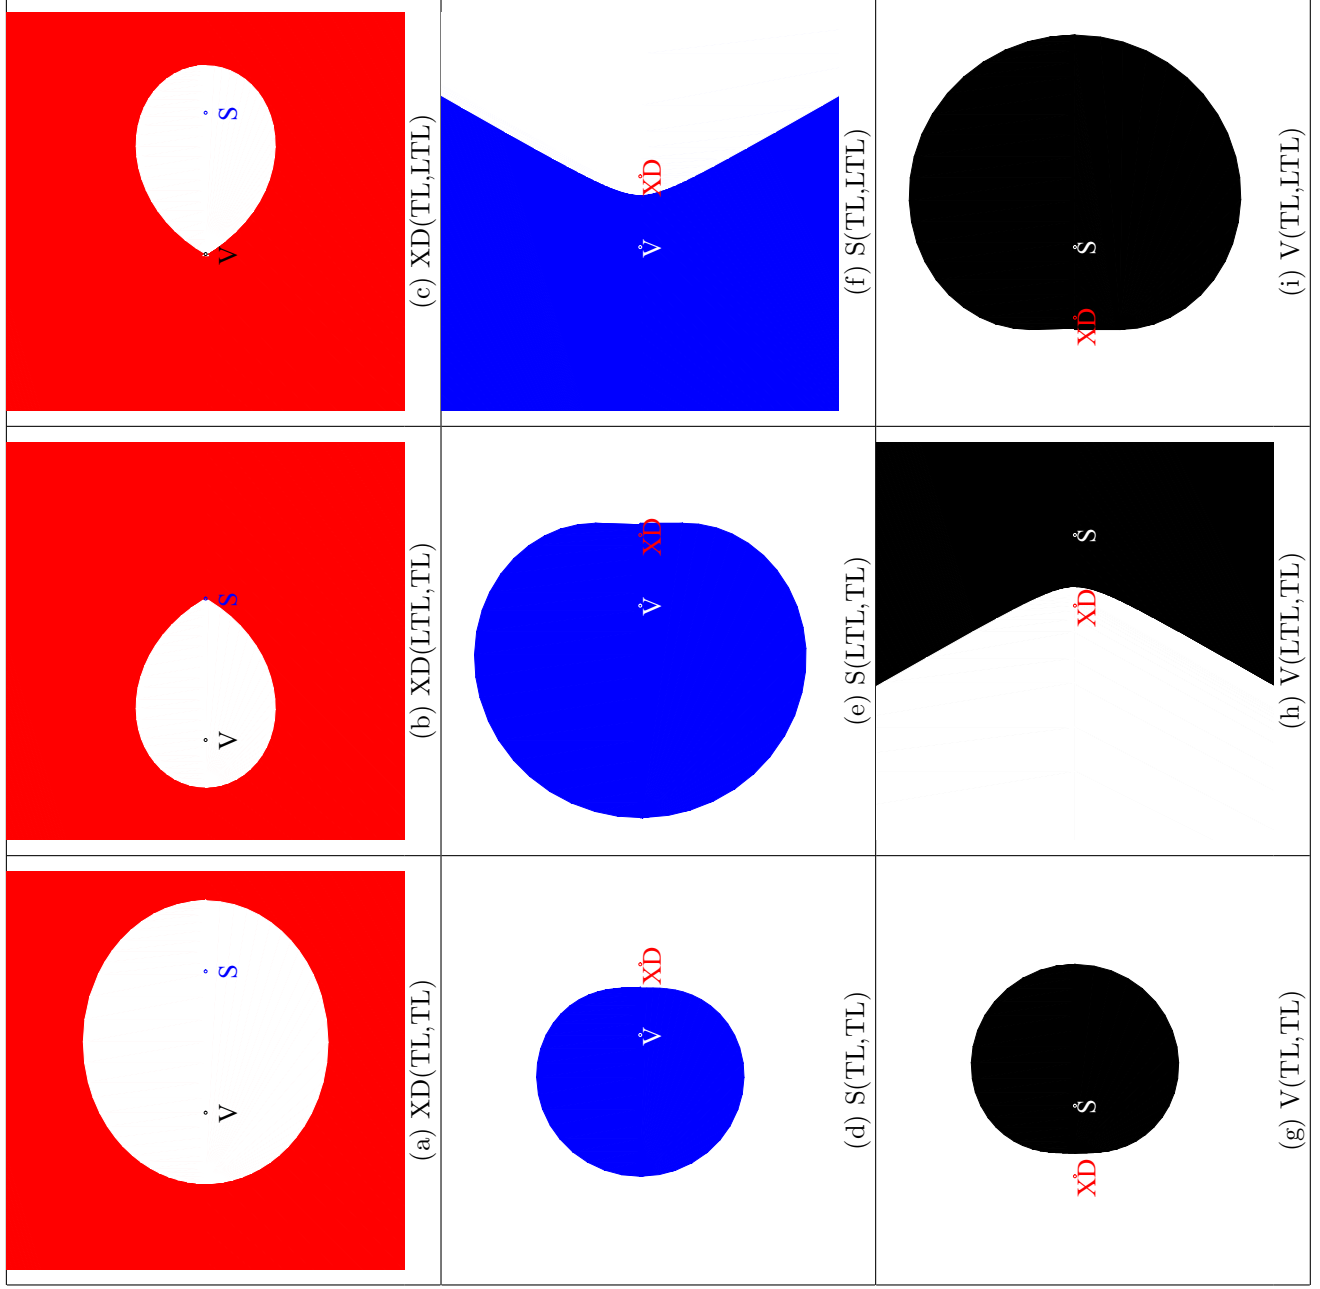 V S
V S
V S
(a) XD(TL,TL)
(b) XD(LTL,TL)
(c) XD(TL,LTL)
V XD
V XD
V XD
(d) S(TL,TL)
(e) S(LTL,TL)
(f) S(TL,LTL)
XD S
XD S
XD S
(g) V(TL,TL)
(h) V(LTL,TL)
(i) V(TL,LTL)